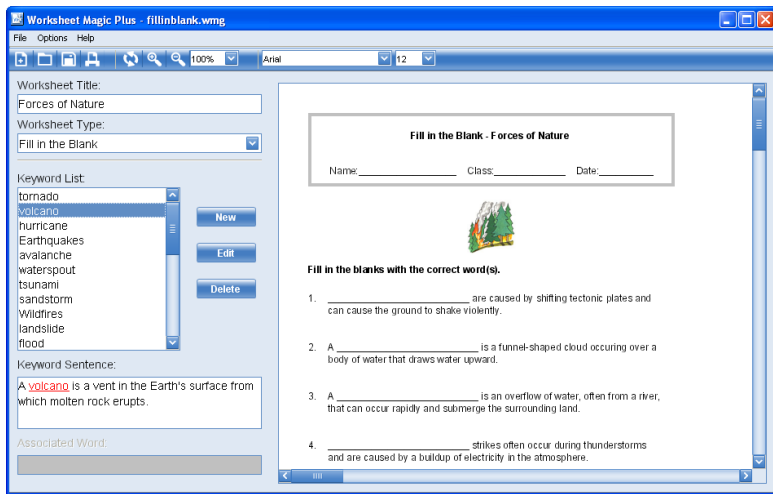 Worksheet Magic Plus - fillinblank.wmg
File Options Help
100% Arial 12
Worksheet Title:
Forces of Nature
Worksheet Type:
Fill in the Blank
Keyword List:
tornado
volcano
hurricane
Earthquakes
avalanche
waterspout
tsunami
sandstorm
Wildfires
landslide
flood
New
Edit
Delete
Keyword Sentence:
A volcano is a vent in the Earth's surface from
which molten rock erupts.
Associated Word:
Fill in the Blank - Forces of Nature
Name:____________________ Class:_______________ Date:___________
Fill in the blanks with the correct word(s).
1. _____________________________ are caused by shifting tectonic plates and
can cause the ground to shake violently.
2. A _____________________________ is a funnel-shaped cloud occuring over a
body of water that draws water upward.
3. A _____________________________ is an overflow of water, often from a river,
that can occur rapidly and submerge the surrounding land.
4. _____________________________ strikes often occur during thunderstorms
and are caused by a buildup of electricity in the atmosphere.